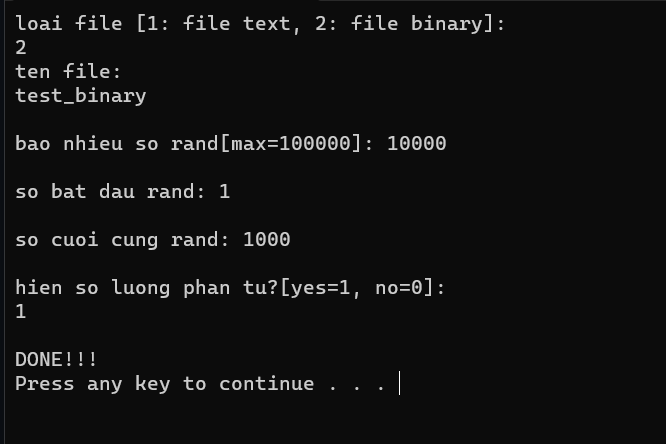 loai file [1: file text, 2: file binary]:
2
ten file:
test_binary
bao nhieu so rand[max=100000]: 10000
so bat dau rand: 1
so cuoi cung rand: 1000
hien so luong phan tu?[yes=1, no=0]:
1
DONE!!!
Press any key to continue . . .